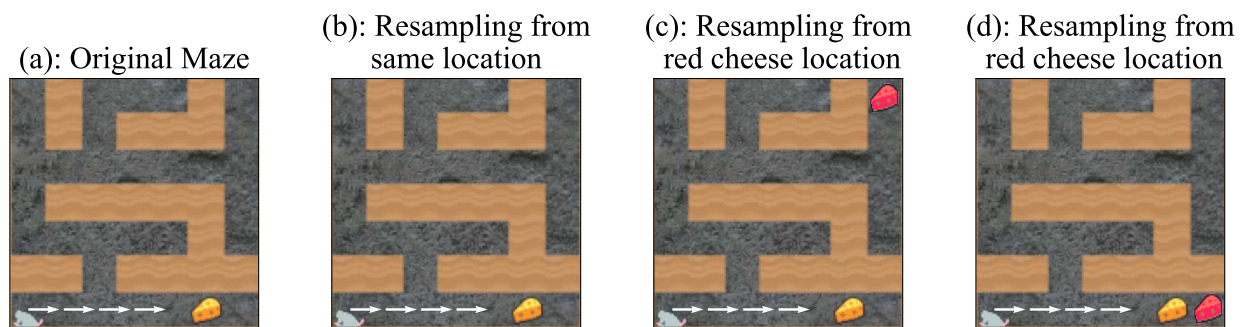 (a): Original Maze
(b): Resampling from
same location
(c): Resampling from
red cheese location
(d): Resampling from
red cheese location